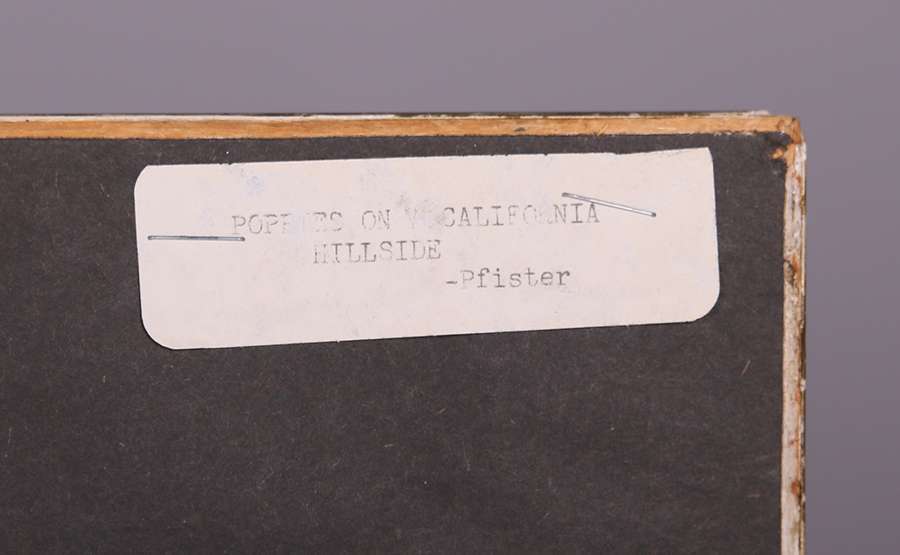 POPPIES ON CALIFORNIA
HILLSIDE
-Pfister